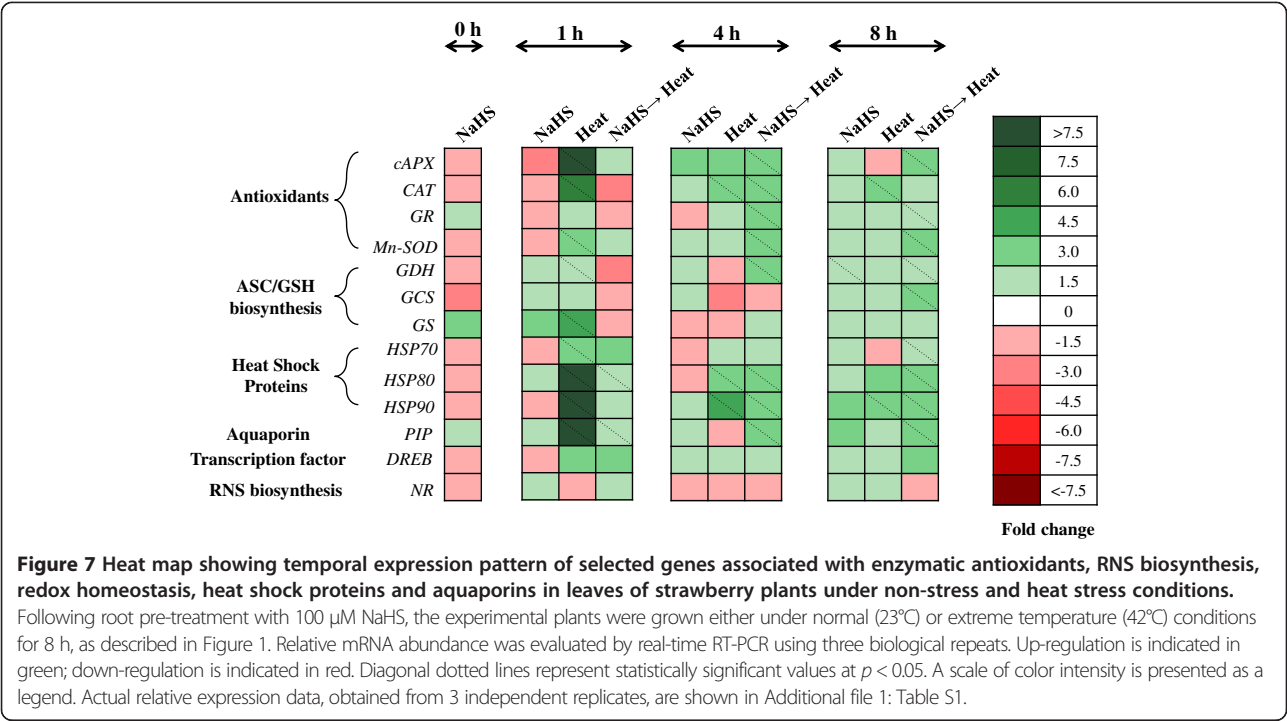 0 h
1 h
4 h
8 h
NaHS
NaHS
Heat
NaHS→ Heat
NaHS
Heat
NaHS→ Heat
NaHS
Heat
NaHS→ Heat
Antioxidants
cAPX
CAT
GR
Mn-SOD
ASC/GSH
biosynthesis
GDH
GCS
GS
Heat Shock
Proteins
HSP70
HSP80
HSP90
Aquaporin
PIP
Transcription factor
DREB
RNS biosynthesis
NR
>7.5
7.5
6.0
4.5
3.0
1.5
0
-1.5
-3.0
-4.5
-6.0
-7.5
<-7.5
Fold change
Figure 7 Heat map showing temporal expression pattern of selected genes associated with enzymatic antioxidants, RNS biosynthesis,
redox homeostasis, heat shock proteins and aquaporins in leaves of strawberry plants under non-stress and heat stress conditions.
Following root pre-treatment with 100 μM NaHS, the experimental plants were grown either under normal (23°C) or extreme temperature (42°C) conditions
for 8 h, as described in Figure 1. Relative mRNA abundance was evaluated by real-time RT-PCR using three biological repeats. Up-regulation is indicated in
green; down-regulation is indicated in red. Diagonal dotted lines represent statistically significant values at p < 0.05. A scale of color intensity is presented as a
legend. Actual relative expression data, obtained from 3 independent replicates, are shown in Additional file 1: Table S1.